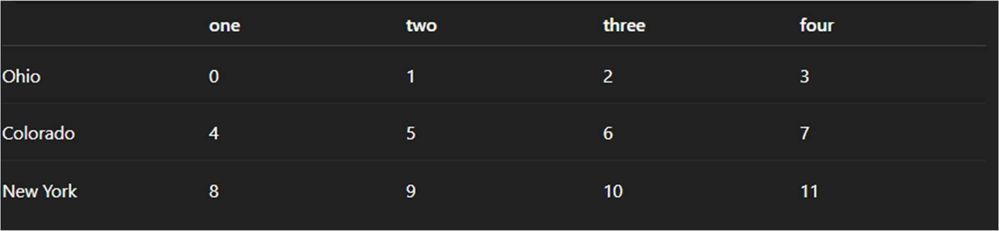 one two three four
Ohio 0 1 2 3
Colorado 4 5 6 7
New York 8 9 10 11